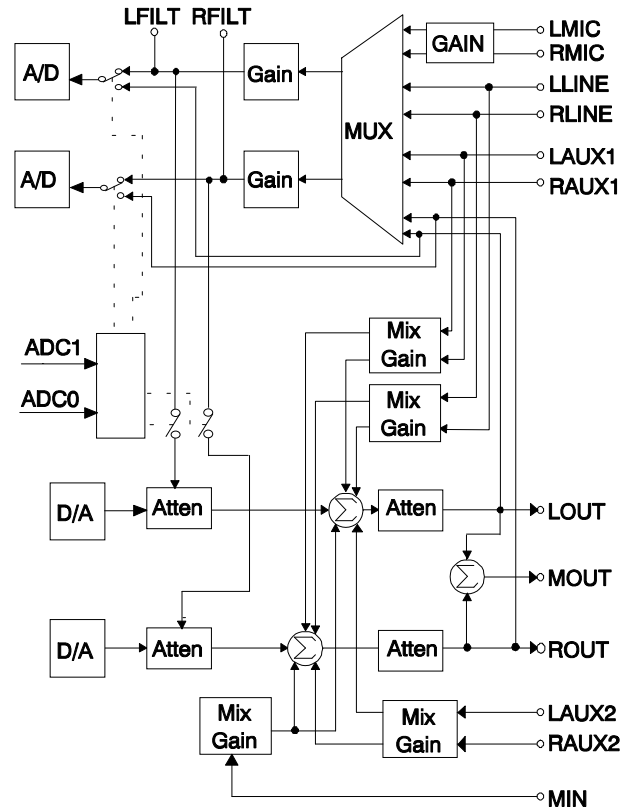 LFILT RFILT
LMIC
GAIN
RMIC
A/D
Gain
LLINE
MUX
RLINE
LAUX1
A/D
Gain
RAUX1
Mix
Gain
ADC1
Mix
Gain
ADC0
D/A
Atten
Σ
Atten
LOUT
Σ
MOUT
D/A
Atten
Σ
Atten
ROUT
Mix
Gain
Mix
Gain
LAUX2
RAUX2
MIN